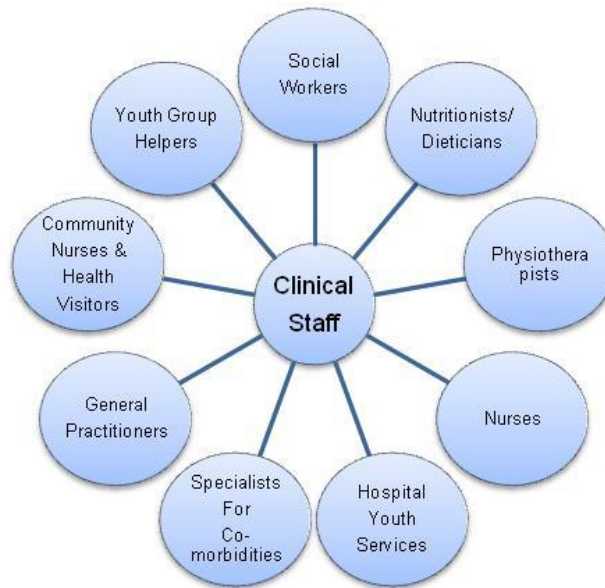 Social
Workers
Nutritionists/
Dieticians
Physiothera
pists
Nurses
Hospital
Youth
Services
Specialists
For
Co-
morbidities
General
Practitioners
Community
Nurses &
Health
Visitors
Youth Group
Helpers
Clinical
Staff